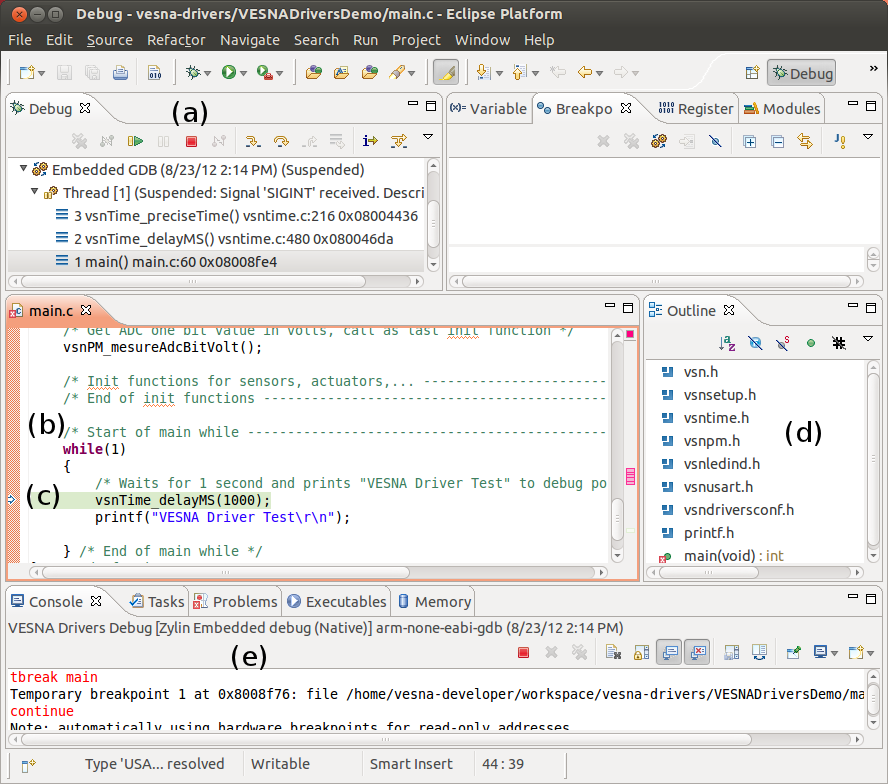 Debug - vesna-drivers/VESNADriversDemo/main.c - Eclipse Platform
File Edit Source Refactor Navigate Search Run Project Window Help
Debug »
Debug (a)
(x)= Variable Breakpo Register Modules
Embedded GDB (8/23/12 2:14 PM) (Suspended)
Thread [1] (Suspended: Signal 'SIGINT' received. Descri
3 vsnTime_preciseTime() vsntime.c:216 0x08004436
2 vsnTime_delayMS() vsntime.c:480 0x080046da
1 main() main.c:60 0x08008fe4
main.c
/* Get ADC one bit value in volts, call as last init function */
vsnPM_mesureAdcBitVolt();
/* Init functions for sensors, actuators,... -----------------------
/* End of init functions -------------------------------------------
(b)
/* Start of main while ---------------------------------------------
while(1)
{
/* Waits for 1 second and prints "VESNA Driver Test" to debug po
(c) vsnTime_delayMS(1000);
printf("VESNA Driver Test\r\n");
} /* End of main while */
Outline
vsn.h
vsnsetup.h
vsntime.h
(d)
vsnpm.h
vsnledind.h
vsnusart.h
vsndriversconf.h
printf.h
main(void) : int
Console Tasks Problems Executables Memory
VESNA Drivers Debug [Zylin Embedded debug (Native)] arm-none-eabi-gdb (8/23/12 2:14 PM)
(e)
tbreak main
Temporary breakpoint 1 at 0x8008f76: file /home/vesna-developer/workspace/vesna-drivers/VESNADriversDemo/ma
continue
Note: automatically using hardware breakpoints for read-only addresses
Type 'USA... resolved Writable Smart Insert 44 : 39